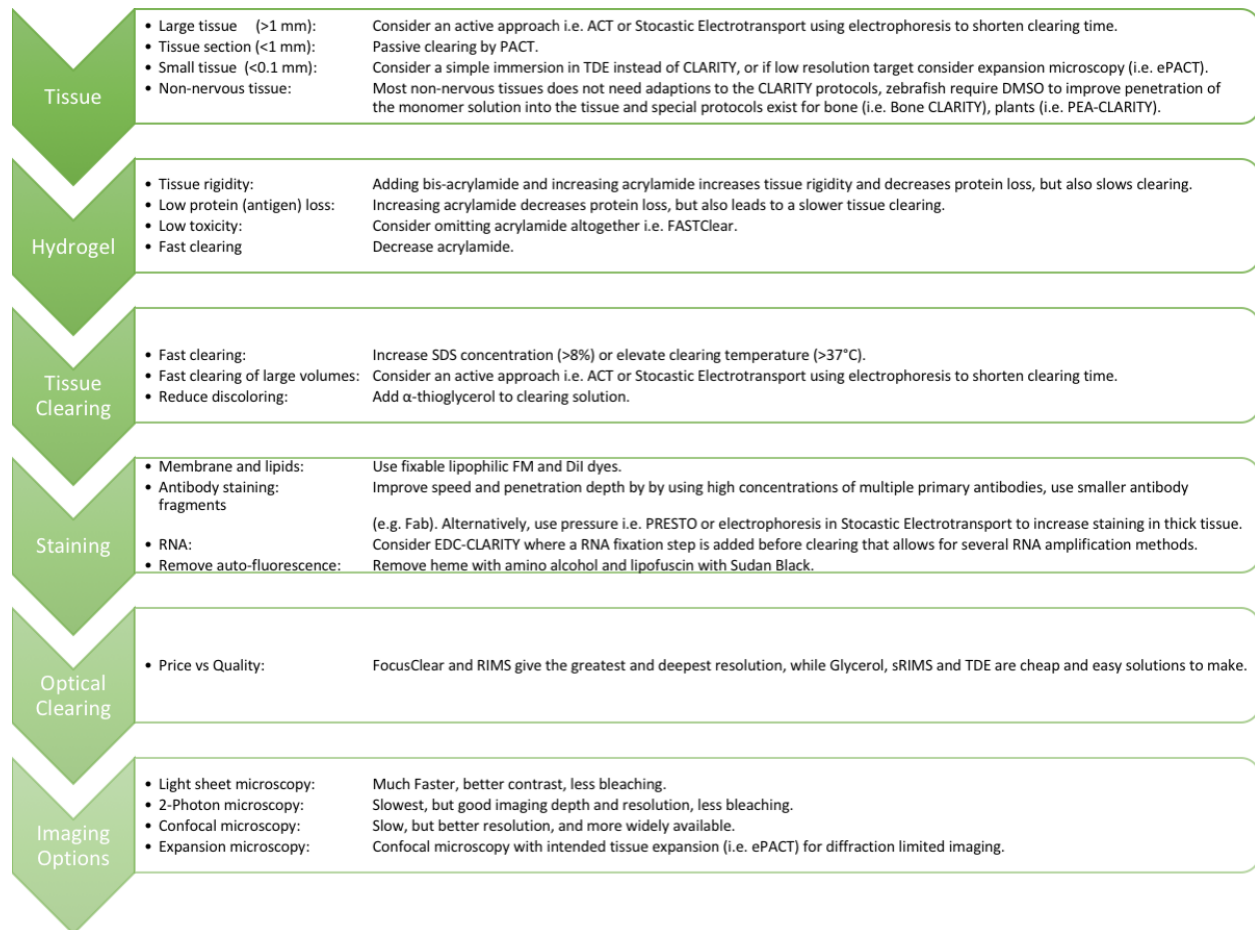 Tissue
• Large tissue (>1 mm): Consider an active approach i.e. ACT or Stocastic Electrotransport using electrophoresis to shorten clearing time.
• Tissue section (<1 mm): Passive clearing by PACT.
• Small tissue (<0.1 mm): Consider a simple immersion in TDE instead of CLARITY, or if low resolution target consider expansion microscopy (i.e. ePACT).
• Non-nervous tissue: Most non-nervous tissues does not need adaptions to the CLARITY protocols, zebrafish require DMSO to improve penetration of
the monomer solution into the tissue and special protocols exist for bone (i.e. Bone CLARITY), plants (i.e. PEA-CLARITY).
Hydrogel
• Tissue rigidity: Adding bis-acrylamide and increasing acrylamide increases tissue rigidity and decreases protein loss, but also slows clearing.
• Low protein (antigen) loss: Increasing acrylamide decreases protein loss, but also leads to a slower tissue clearing.
• Low toxicity: Consider omitting acrylamide altogether i.e. FASTClear.
• Fast clearing Decrease acrylamide.
Tissue
Clearing
• Fast clearing: Increase SDS concentration (>8%) or elevate clearing temperature (>37°C).
• Fast clearing of large volumes: Consider an active approach i.e. ACT or Stocastic Electrotransport using electrophoresis to shorten clearing time.
• Reduce discoloring: Add α-thioglycerol to clearing solution.
Staining
• Membrane and lipids: Use fixable lipophilic FM and DiI dyes.
• Antibody staining: Improve speed and penetration depth by by using high concentrations of multiple primary antibodies, use smaller antibody
fragments
(e.g. Fab). Alternatively, use pressure i.e. PRESTO or electrophoresis in Stocastic Electrotransport to increase staining in thick tissue.
• RNA: Consider EDC-CLARITY where a RNA fixation step is added before clearing that allows for several RNA amplification methods.
• Remove auto-fluorescence: Remove heme with amino alcohol and lipofuscin with Sudan Black.
Optical
Clearing
• Price vs Quality: FocusClear and RIMS give the greatest and deepest resolution, while Glycerol, sRIMS and TDE are cheap and easy solutions to make.
Imaging
Options
• Light sheet microscopy: Much Faster, better contrast, less bleaching.
• 2-Photon microscopy: Slowest, but good imaging depth and resolution, less bleaching.
• Confocal microscopy: Slow, but better resolution, and more widely available.
• Expansion microscopy: Confocal microscopy with intended tissue expansion (i.e. ePACT) for diffraction limited imaging.